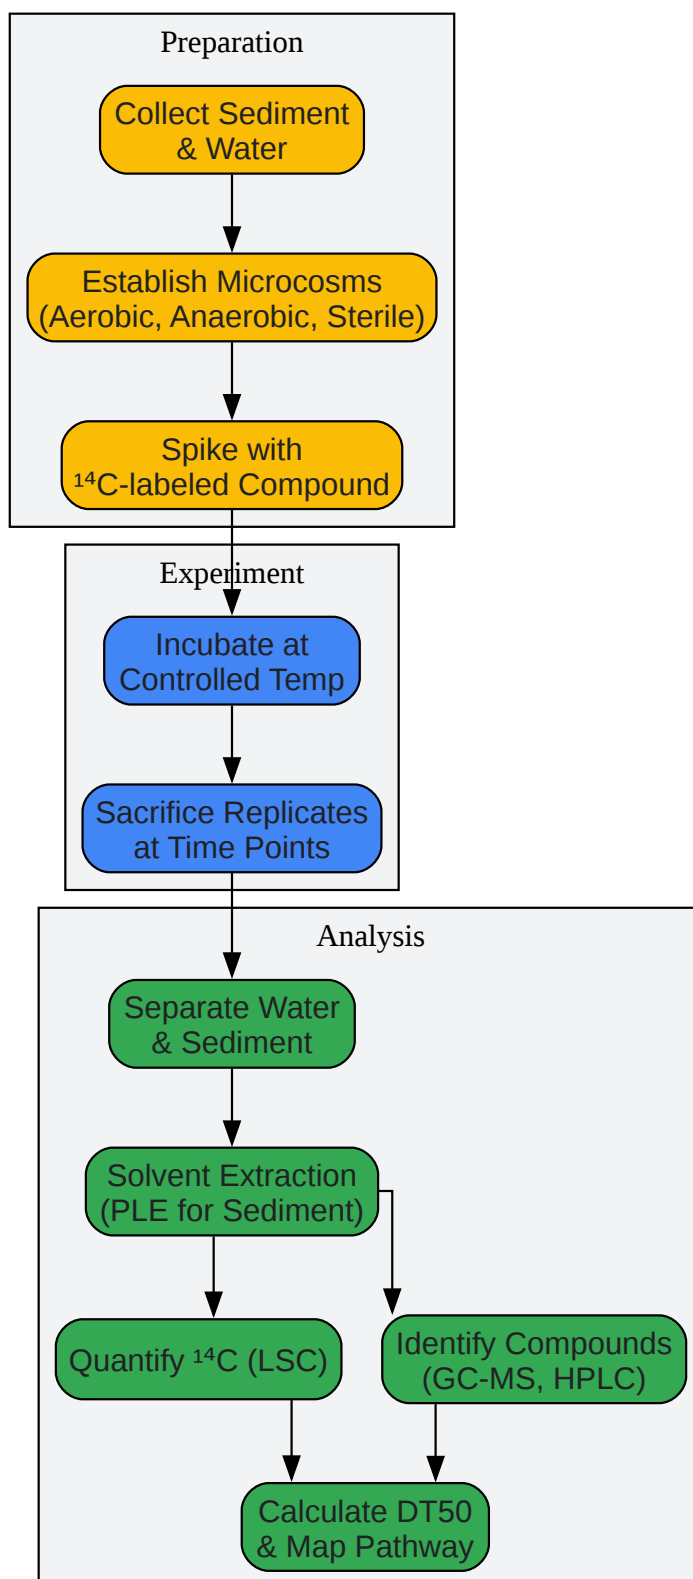 Preparation
Collect Sediment
& Water
Establish Microcosms
(Aerobic, Anaerobic, Sterile)
Spike with
¹⁴C-labeled Compound
Experiment
Incubate at
Controlled Temp
Sacrifice Replicates
at Time Points
Analysis
Separate Water
& Sediment
Solvent Extraction
(PLE for Sediment)
Quantify ¹⁴C (LSC)
Identify Compounds
(GC-MS, HPLC)
Calculate DT50
& Map Pathway